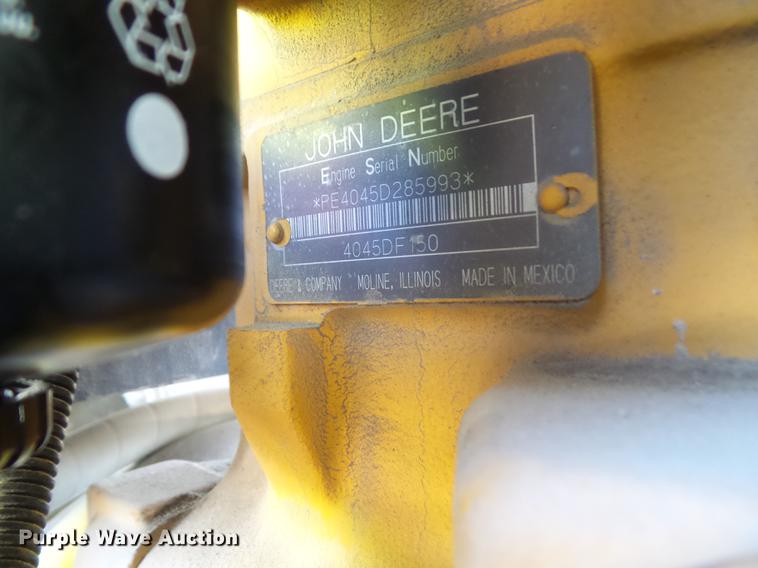 JOHN DEERE
Engine Serial Number
*PE4045D285993*
4045DF150
DEERE & COMPANY MOLINE, ILLINOIS MADE IN MEXICO
Purple Wave Auction